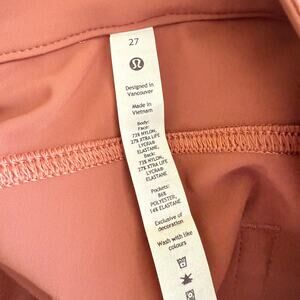 27
Designed in
Vancouver
Made in
Vietnam
Body:
Face:
73% NYLON,
27% XTRA LIFE
LYCRA®
ELASTANE,
Back:
73% NYLON,
27% XTRA LIFE
LYCRA®
ELASTANE
Pockets:
86%
POLYESTER,
14% ELASTANE
Exclusive of
decoration
Wash with like
colours